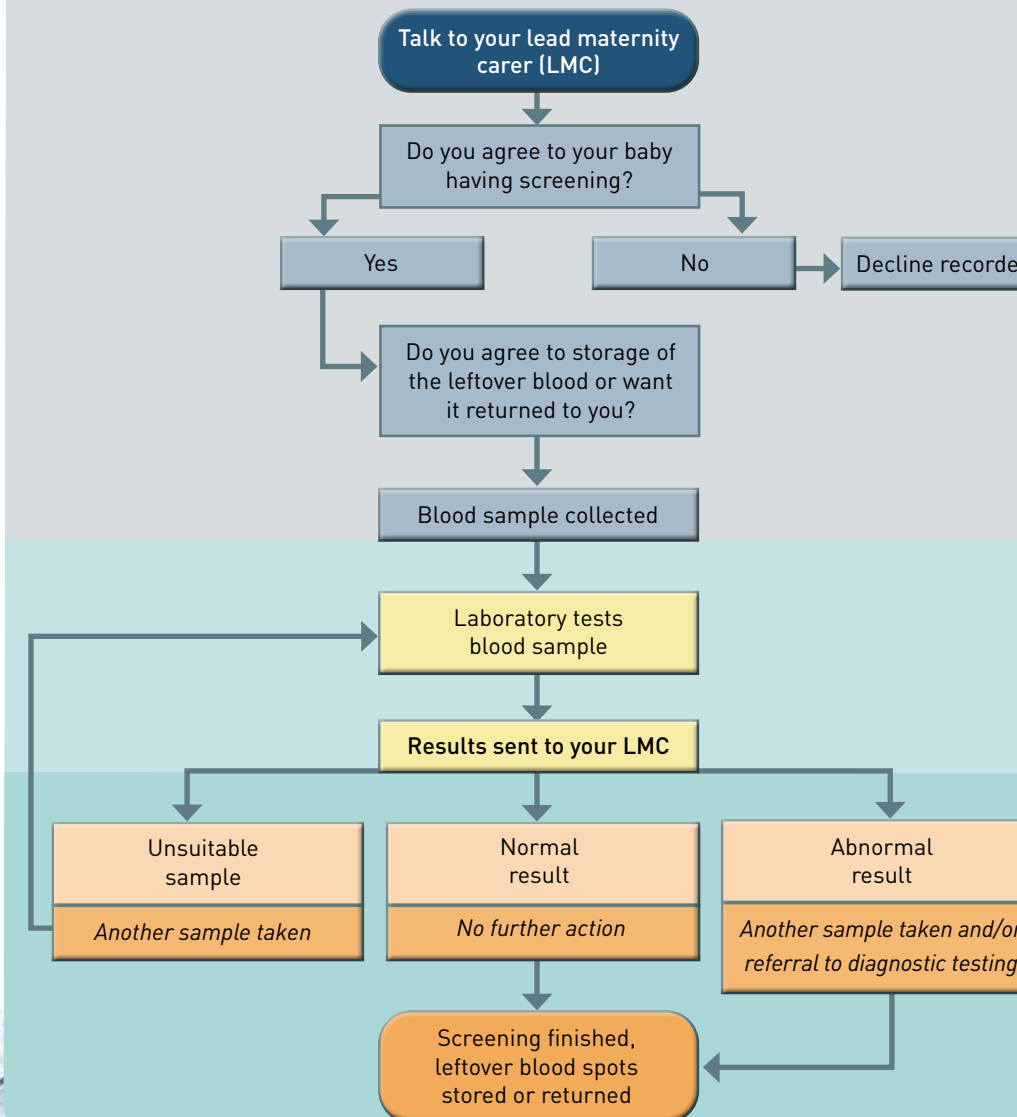 Talk to your lead maternity
carer (LMC)
Do you agree to your baby
having screening?
Yes
No
Decline recorde
Do you agree to storage of
the leftover blood or want
it returned to you?
Blood sample collected
Laboratory tests
blood sample
Results sent to your LMC
Unsuitable
sample
Another sample taken
Normal
result
No further action
Abnormal
result
Another sample taken and/or
referral to diagnostic testing
Screening finished,
leftover blood spots
stored or returned